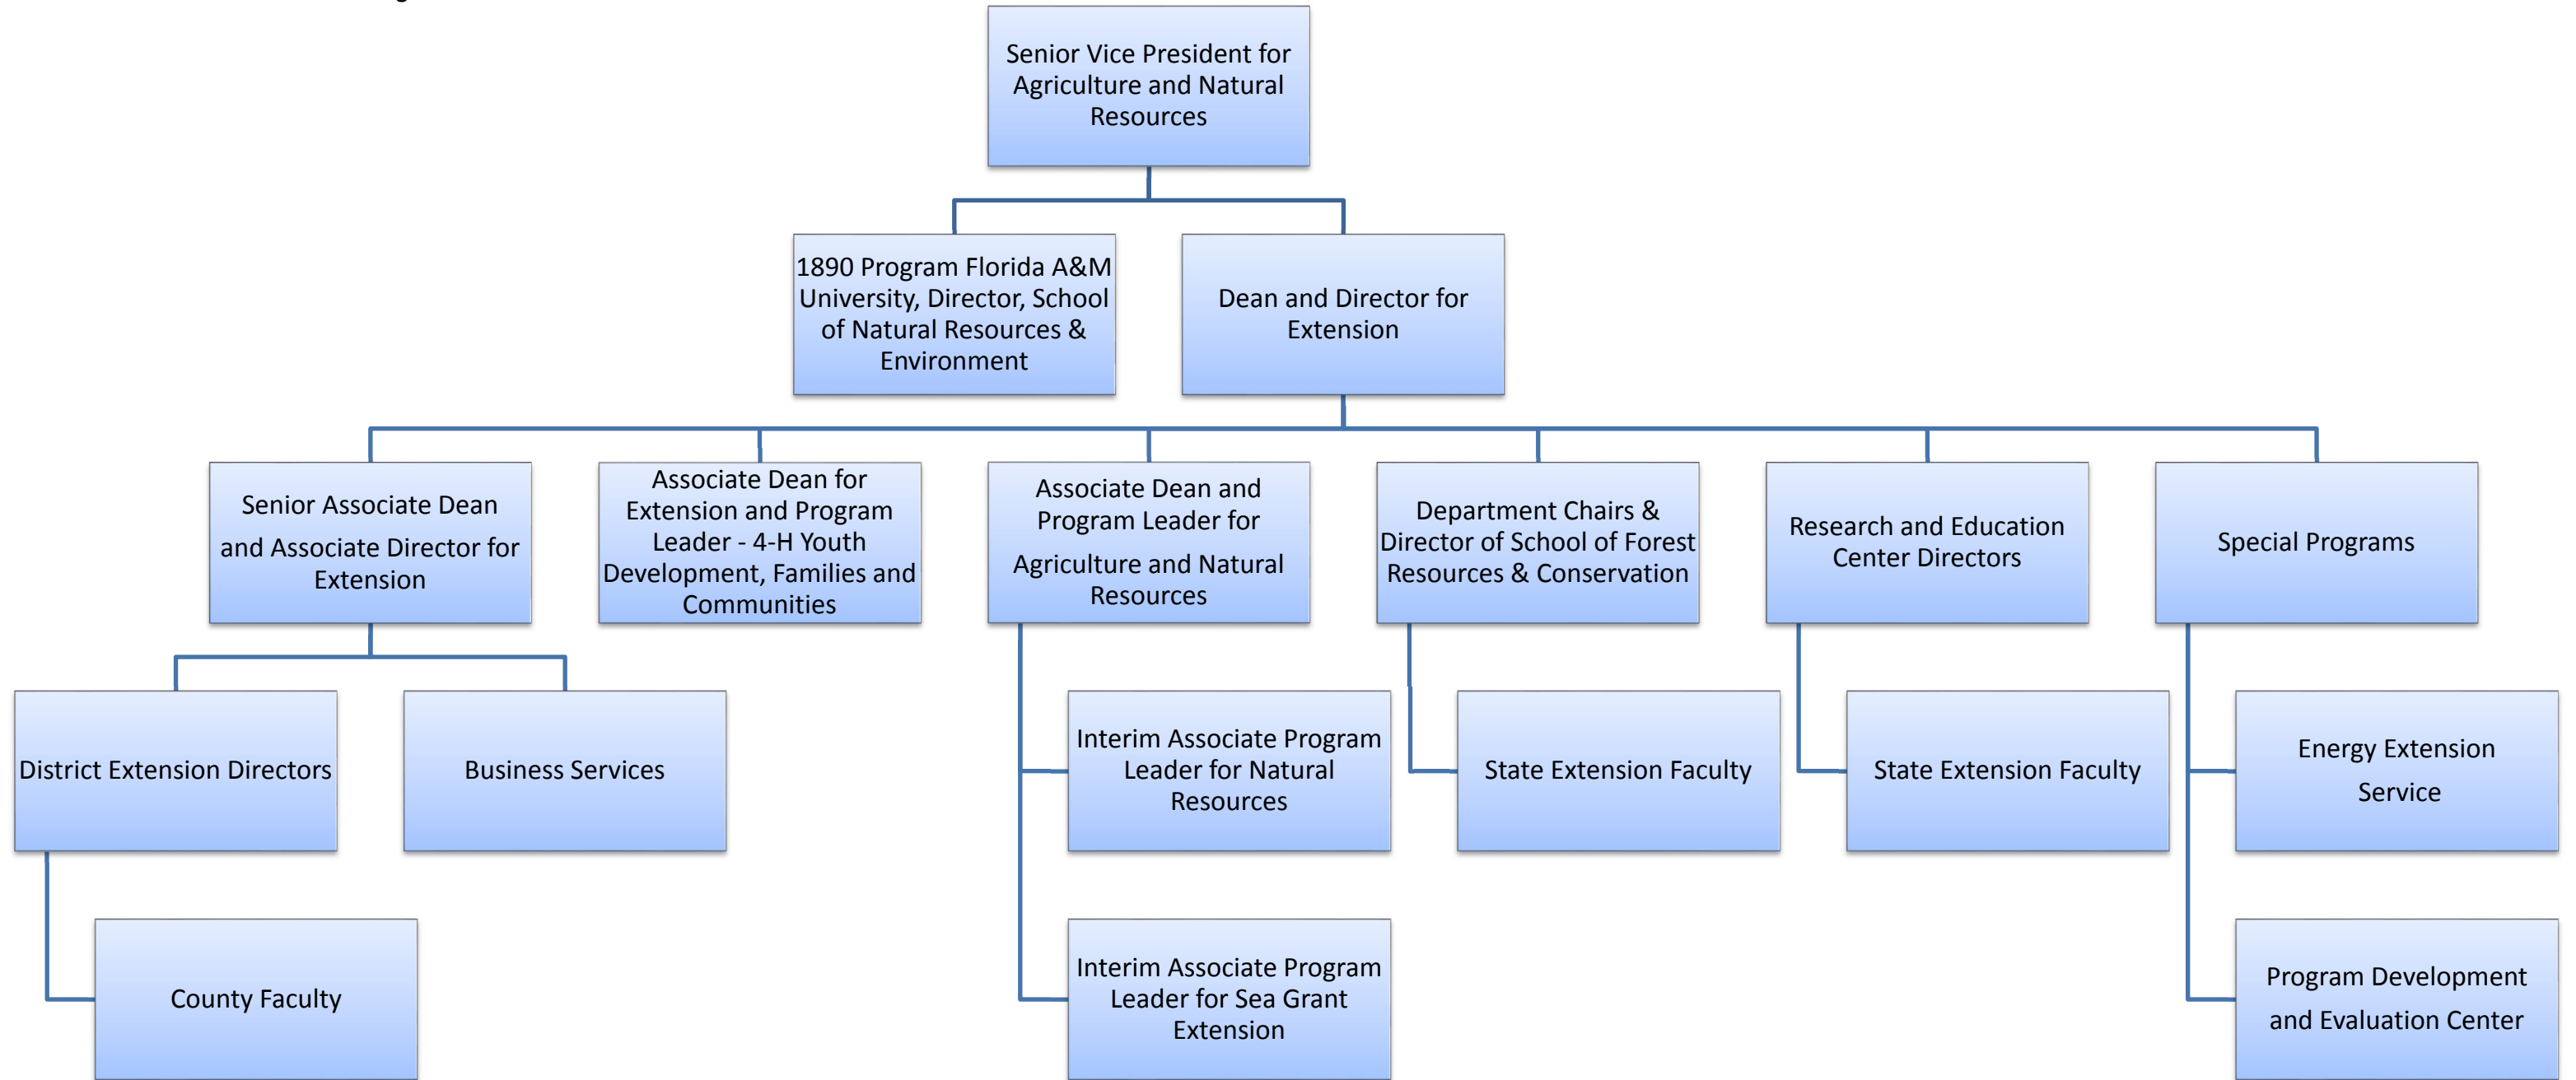 Senior Vice President for
Agriculture and Natural
Resources
1890 Program Florida A&M
University, Director, School
of Natural Resources &
Environment
Dean and Director for
Extension
Senior Associate Dean
and Associate Director for
Extension
Associate Dean for
Extension and Program
Leader - 4-H Youth
Development, Families and
Communities
Associate Dean and
Program Leader for
Agriculture and Natural
Resources
Department Chairs &
Director of School of Forest
Resources & Conservation
Research and Education
Center Directors
Special Programs
District Extension Directors
Business Services
Interim Associate Program
Leader for Natural
Resources
State Extension Faculty
State Extension Faculty
Energy Extension
Service
County Faculty
Interim Associate Program
Leader for Sea Grant
Extension
Program Development
and Evaluation Center